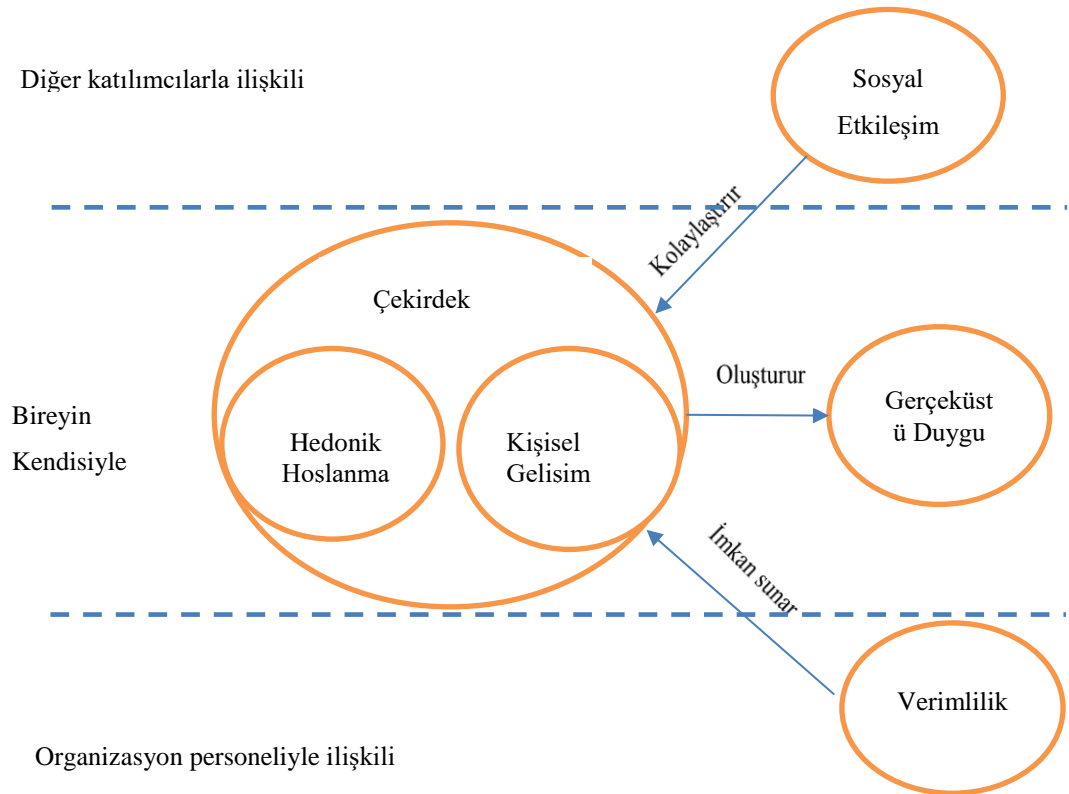 Diğer katılımcılarla ilişkili
Sosyal
Etkileşim
Kolaylaştırır
Çekirdek
Oluşturur
Bireyin
Kendisiyle
Hedonik
Hoslanma
Kişisel
Gelisim
Gerçeküst
ü Duygu
İmkan sunar
Verimlilik
Organizasyon personeliyle ilişkili